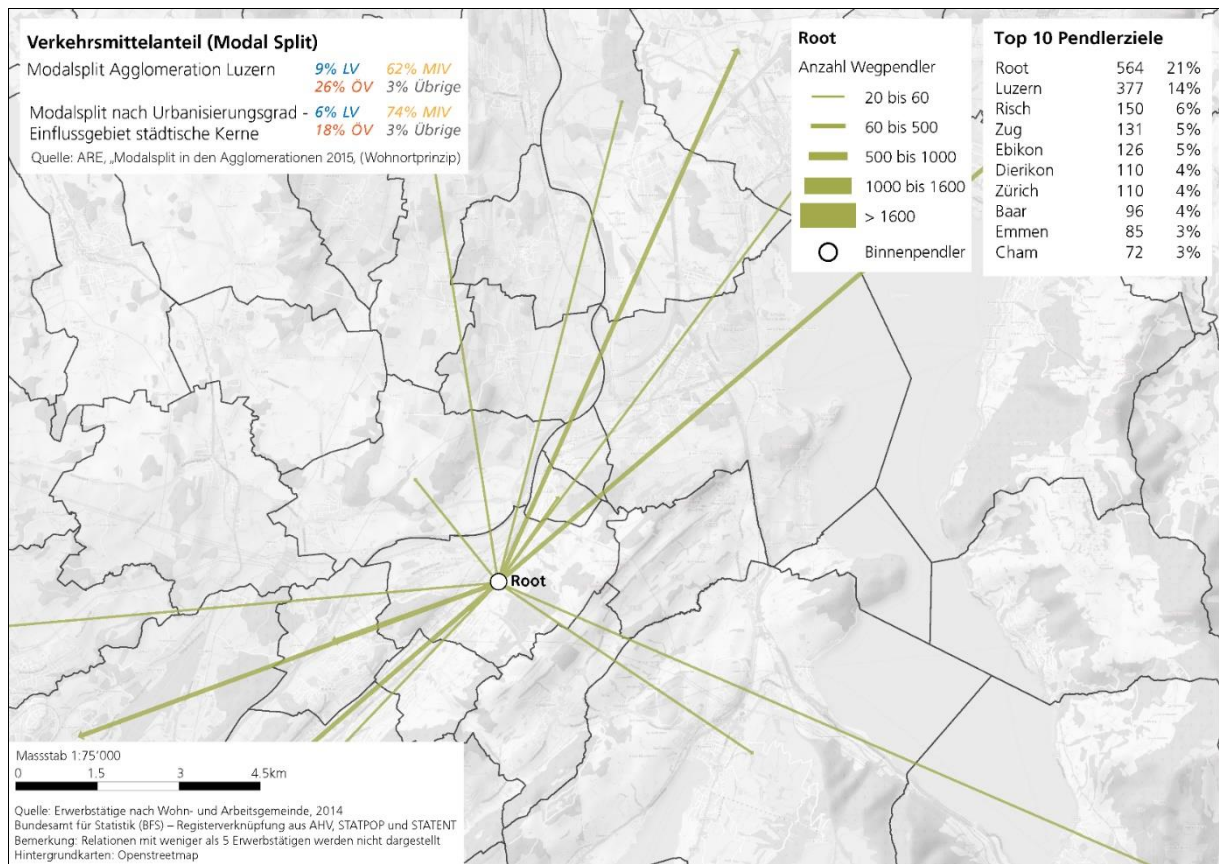 Verkehrsmittelanteil (Modal Split)
Modalsplit Agglomeration Luzern 9% LV 62% MIV
26% ÖV 3% Übrige
Modalsplit nach Urbanisierungsgrad - 6% LV 74% MIV
Einflussgebiet städtische Kerne 18% ÖV 3% Übrige
Quelle: ARE, „Modalsplit in den Agglomerationen 2015, (Wohnortprinzip)
Root
Anzahl Wegpendler
20 bis 60
60 bis 500
500 bis 1000
1000 bis 1600
> 1600
Binnenpendler
Top 10 Pendlerziele
Root 564 21%
Luzern 377 14%
Risch 150 6%
Zug 131 5%
Ebikon 126 5%
Dierikon 110 4%
Zürich 110 4%
Baar 96 4%
Emmen 85 3%
Cham 72 3%
Root
Massstab 1:75'000
0 1.5 3 4.5km
Quelle: Erwerbstätige nach Wohn- und Arbeitsgemeinde, 2014
Bundesamt für Statistik (BFS) – Registerverknüpfung aus AHV, STATPOP und STATENT
Bemerkung: Relationen mit weniger als 5 Erwerbstätigen werden nicht dargestellt
Hintergrundkarten: Openstreetmap